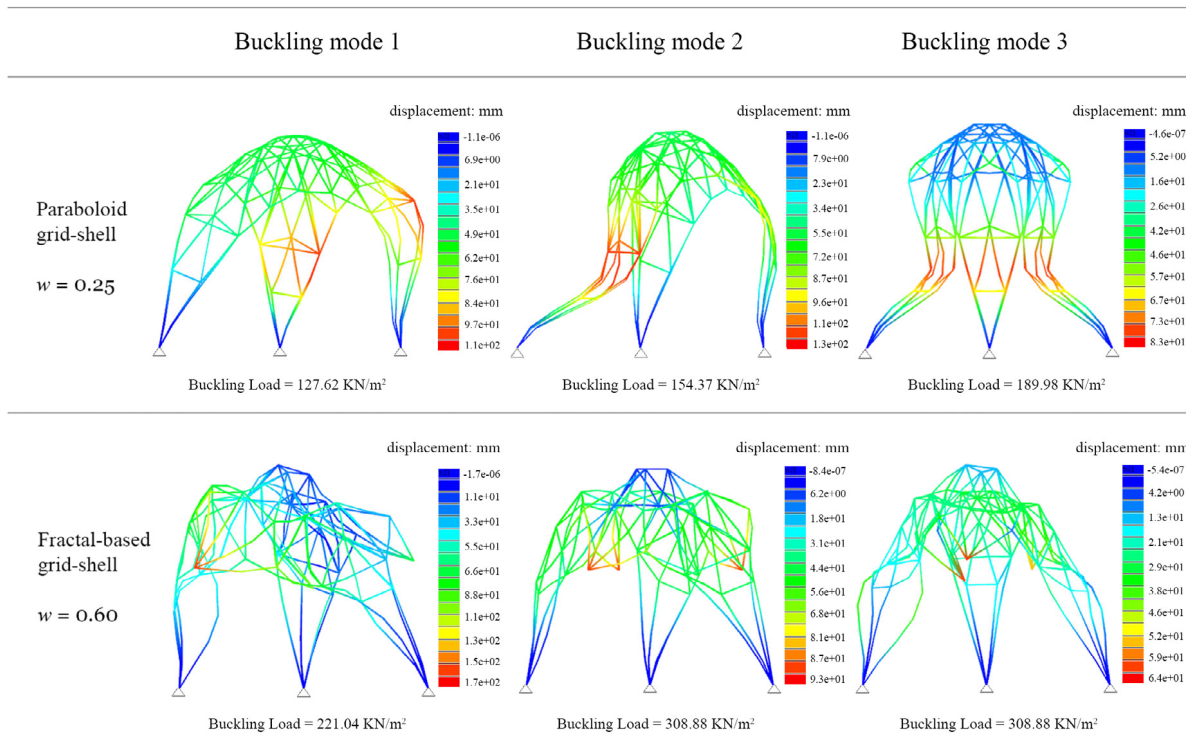 Buckling mode 1
Buckling mode 2
Buckling mode 3
Paraboloid
grid-shell
w = 0.25
displacement: mm
-1.1e-06
6.9e+00
2.1e+01
3.5e+01
4.9e+01
6.2e+01
7.6e+01
8.4e+01
9.7e+01
1.1e+02
Buckling Load = 127.62 KN/m²
displacement: mm
-1.1e-06
7.9e+00
2.3e+01
3.4e+01
5.5e+01
7.2e+01
8.7e+01
9.6e+01
1.1e+02
1.3e+02
Buckling Load = 154.37 KN/m²
displacement: mm
-4.6e-07
5.2e+00
1.6e+01
2.6e+01
4.2e+01
4.6e+01
5.7e+01
6.7e+01
7.3e+01
8.3e+01
Buckling Load = 189.98 KN/m²
Fractal-based
grid-shell
w = 0.60
displacement: mm
-1.7e-06
1.1e+01
3.3e+01
5.5e+01
6.6e+01
8.8e+01
1.1e+02
1.3e+02
1.5e+02
1.7e+02
Buckling Load = 221.04 KN/m²
displacement: mm
-8.4e-07
6.2e+00
1.8e+01
3.1e+01
4.4e+01
5.6e+01
6.8e+01
8.1e+01
8.7e+01
9.3e+01
Buckling Load = 308.88 KN/m²
displacement: mm
-5.4e-07
4.2e+00
1.3e+01
2.1e+01
2.9e+01
3.8e+01
4.6e+01
5.2e+01
5.9e+01
6.4e+01
Buckling Load = 308.88 KN/m²